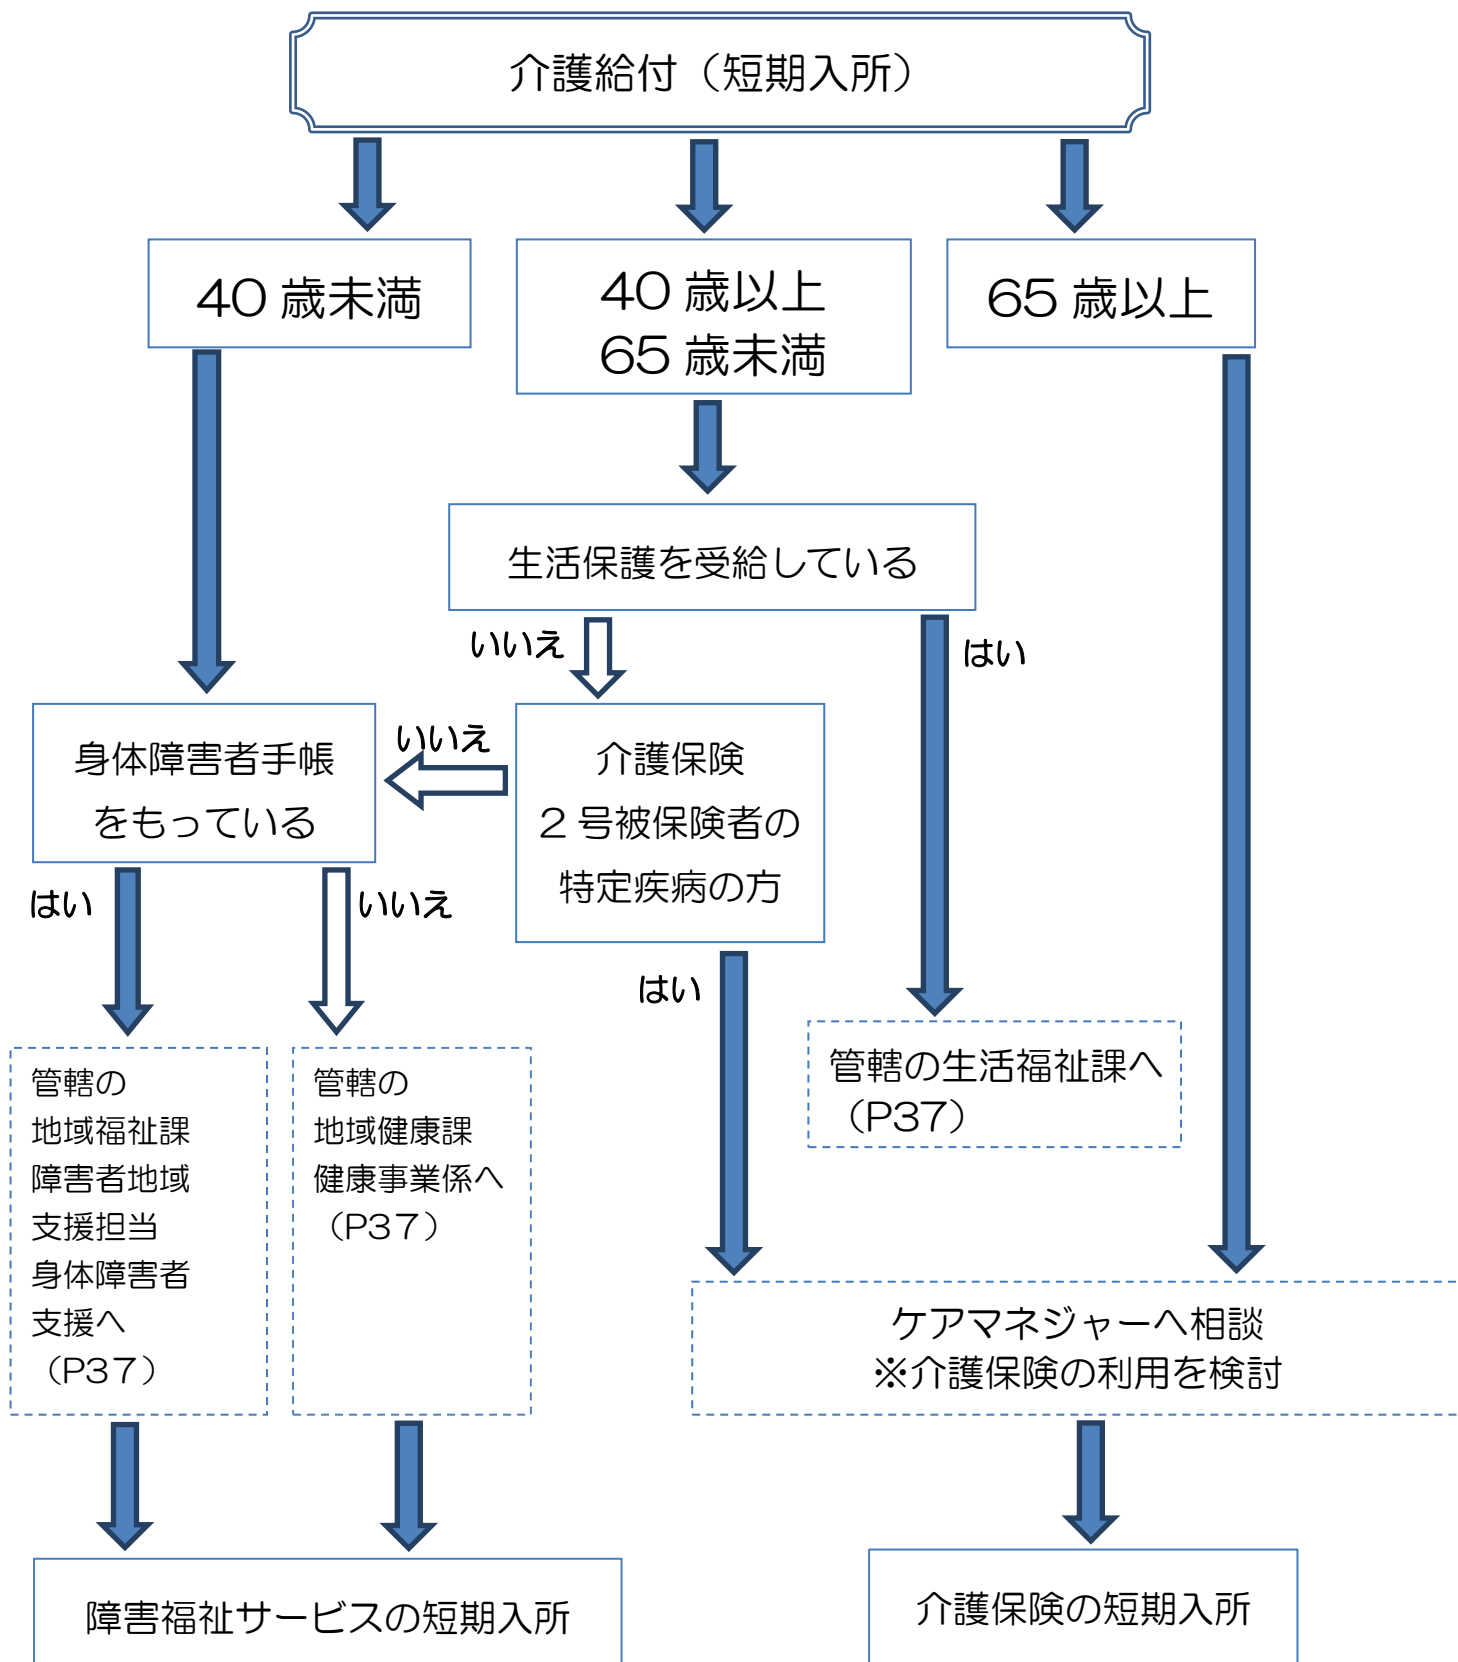 介護給付（短期入所）
40 歳未満
40 歳以上
65 歳未満
65 歳以上
生活保護を受給している
いいえ
はい
身体障害者手帳
をもっている
いいえ
介護保険
２号被保険者の
特定疾病の方
はい
いいえ
はい
管轄の
地域福祉課
障害者地域
支援担当
身体障害者
支援へ
（P3７）
管轄の
地域健康課
健康事業係へ
（P3７）
管轄の生活福祉課へ
（P37）
ケアマネジャーへ相談
※介護保険の利用を検討
障害福祉サービスの短期入所
介護保険の短期入所